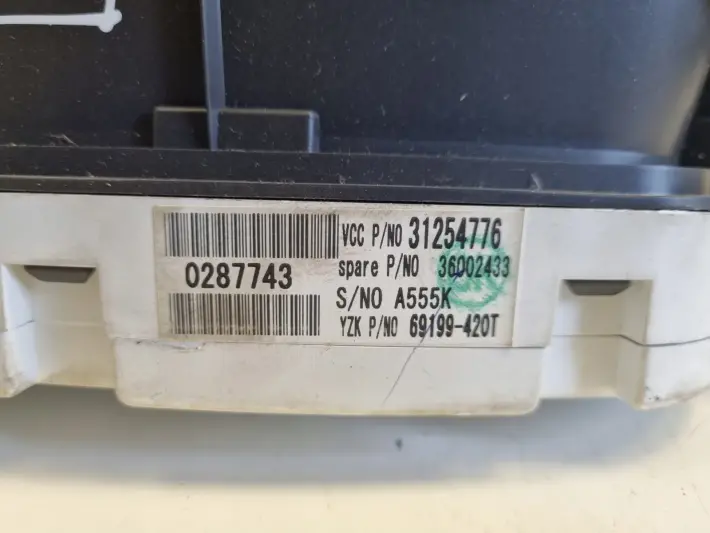 VCC P/NO 31254776
0287743
spare P/NO 36002433
S/NO A555K
YZK P/NO 69199-420T